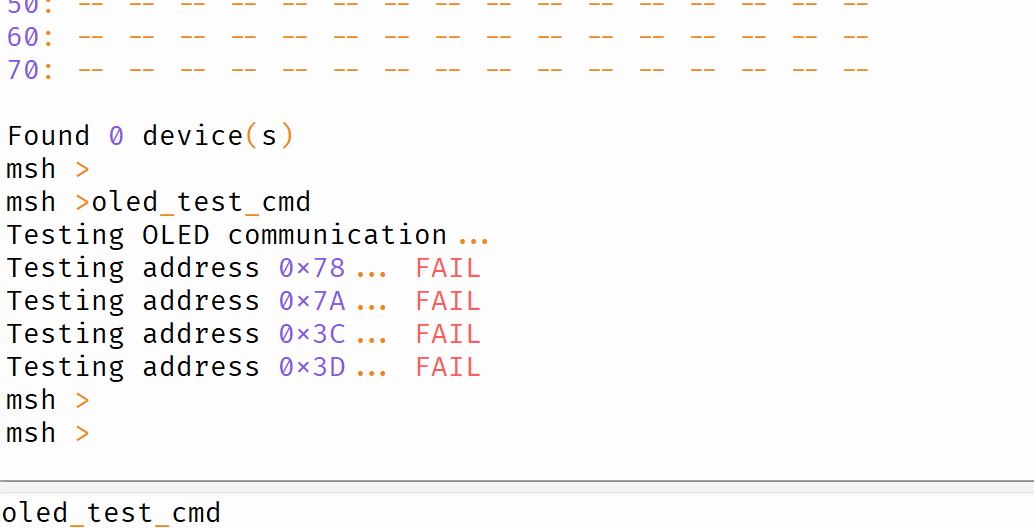 50: -- -- -- -- -- -- -- -- -- -- -- -- -- -- -- --
60: -- -- -- -- -- -- -- -- -- -- -- -- -- -- -- --
70: -- -- -- -- -- -- -- -- -- -- -- -- -- -- -- --
Found 0 device(s)
msh >
msh >oled_test_cmd
Testing OLED communication...
Testing address 0x78... FAIL
Testing address 0x7A... FAIL
Testing address 0x3C... FAIL
Testing address 0x3D... FAIL
msh >
msh >
oled_test_cmd